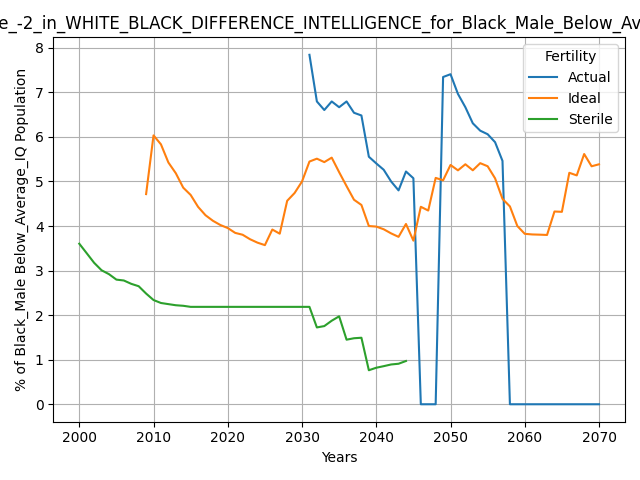 e_-2_in_WHITE_BLACK_DIFFERENCE_INTELLIGENCE_for_Black_Male_Below_Av
Fertility
Actual
Ideal
Sterile
% of Black_Male Below_Average_IQ Population
8
7
6
5
4
3
2
1
0
2000 2010 2020 2030 2040 2050 2060 2070
Years